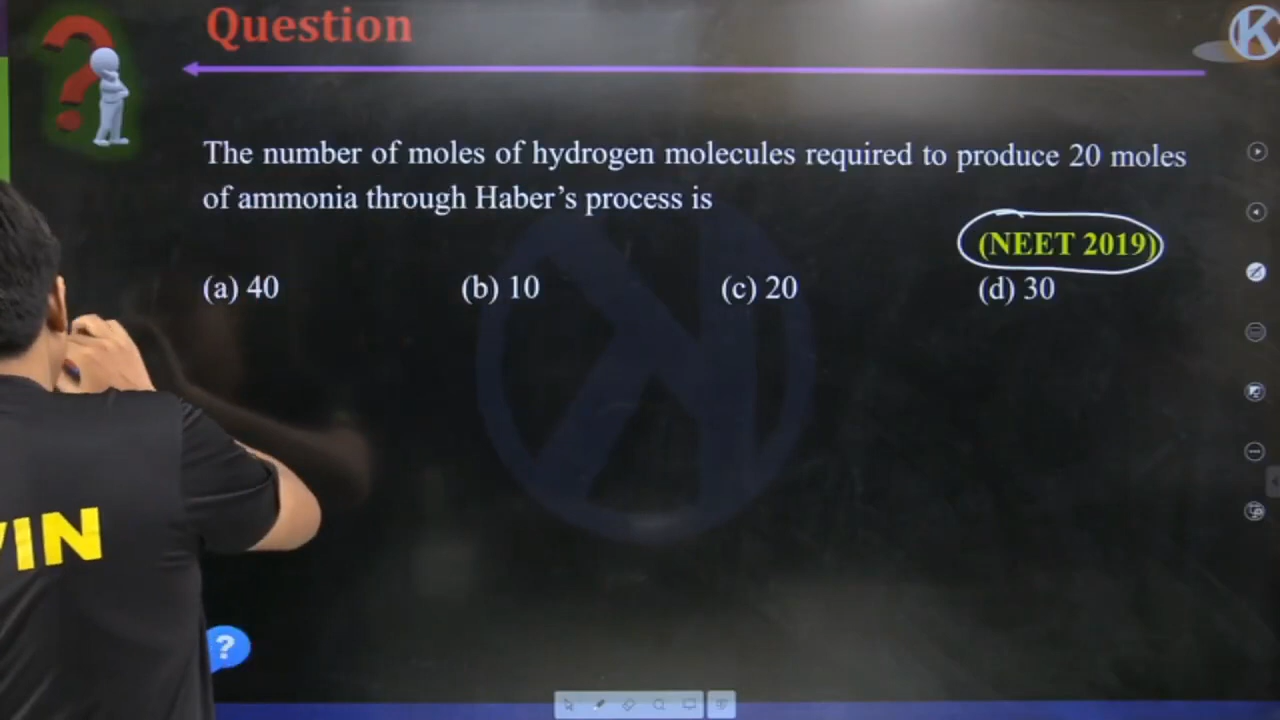 Question
The number of moles of hydrogen molecules required to produce 20 moles
of ammonia through Haber’s process is
(NEET 2019)
(a) 40 (b) 10 (c) 20 (d) 30
K
IN
?